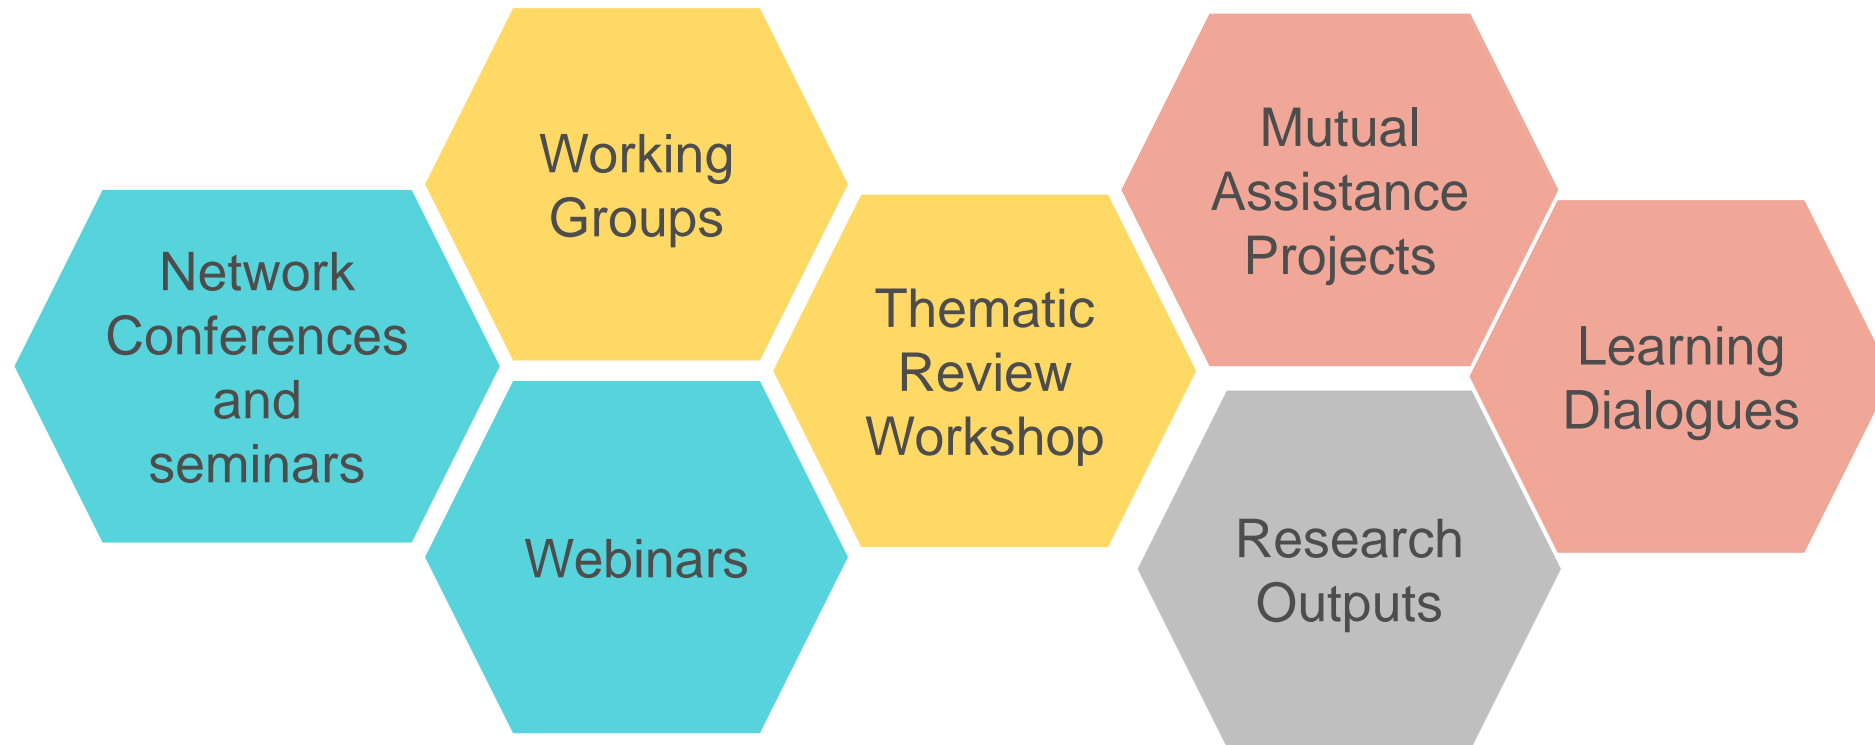 Network
Conferences
and
seminars
Working
Groups
Webinars
Thematic
Review
Workshop
Mutual
Assistance
Projects
Research
Outputs
Learning
Dialogues